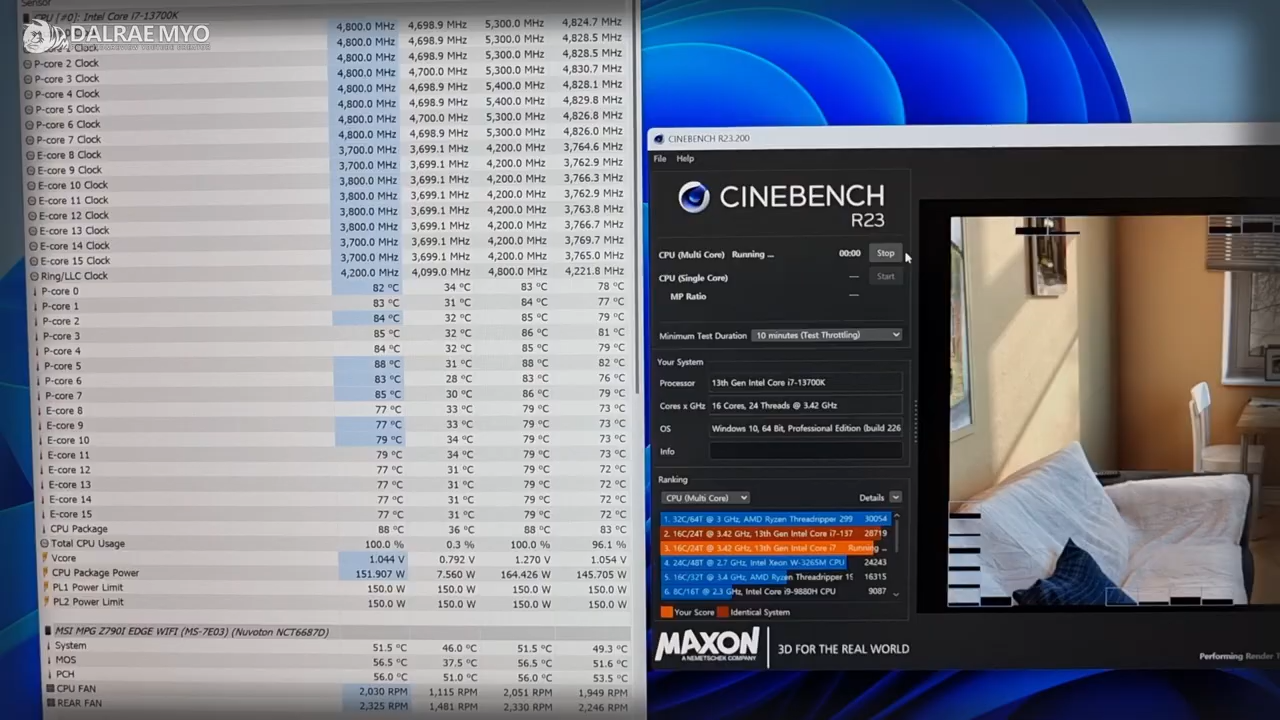 Sensor
CPU [#0]: Intel Core i7-13700K
DALRAE MYO
4,800.0 MHz 4,698.9 MHz 5,300.0 MHz 4,824.7 MHz
Clock 4,800.0 MHz 4,698.9 MHz 5,300.0 MHz 4,828.5 MHz
P-core 2 Clock 4,800.0 MHz 4,698.9 MHz 5,300.0 MHz 4,828.5 MHz
P-core 3 Clock 4,800.0 MHz 4,700.0 MHz 5,300.0 MHz 4,830.7 MHz
P-core 4 Clock 4,800.0 MHz 4,698.9 MHz 5,400.0 MHz 4,828.1 MHz
P-core 5 Clock 4,800.0 MHz 4,698.9 MHz 5,400.0 MHz 4,829.8 MHz
P-core 6 Clock 4,800.0 MHz 4,700.0 MHz 5,300.0 MHz 4,826.8 MHz
P-core 7 Clock 4,800.0 MHz 4,698.9 MHz 5,300.0 MHz 4,826.0 MHz
E-core 8 Clock 3,700.0 MHz 3,699.1 MHz 4,200.0 MHz 3,764.6 MHz
E-core 9 Clock 3,700.0 MHz 3,699.1 MHz 4,200.0 MHz 3,762.9 MHz
E-core 10 Clock 3,800.0 MHz 3,699.1 MHz 4,200.0 MHz 3,766.3 MHz
E-core 11 Clock 3,800.0 MHz 3,699.1 MHz 4,200.0 MHz 3,762.9 MHz
E-core 12 Clock 3,800.0 MHz 3,699.1 MHz 4,200.0 MHz 3,763.8 MHz
E-core 13 Clock 3,800.0 MHz 3,699.1 MHz 4,200.0 MHz 3,766.7 MHz
E-core 14 Clock 3,700.0 MHz 3,699.1 MHz 4,200.0 MHz 3,769.7 MHz
E-core 15 Clock 3,700.0 MHz 3,699.1 MHz 4,200.0 MHz 3,765.0 MHz
Ring/LLC Clock 4,200.0 MHz 4,099.0 MHz 4,800.0 MHz 4,221.8 MHz
P-core 0 82 °C 34 °C 83 °C 78 °C
P-core 1 83 °C 31 °C 84 °C 77 °C
P-core 2 84 °C 32 °C 85 °C 79 °C
P-core 3 85 °C 32 °C 86 °C 81 °C
P-core 4 84 °C 32 °C 85 °C 79 °C
P-core 5 88 °C 31 °C 88 °C 82 °C
P-core 6 83 °C 28 °C 83 °C 76 °C
P-core 7 85 °C 30 °C 86 °C 79 °C
E-core 8 77 °C 33 °C 79 °C 73 °C
E-core 9 77 °C 33 °C 79 °C 73 °C
E-core 10 79 °C 34 °C 79 °C 73 °C
E-core 11 79 °C 34 °C 79 °C 73 °C
E-core 12 77 °C 31 °C 79 °C 72 °C
E-core 13 77 °C 31 °C 79 °C 72 °C
E-core 14 77 °C 31 °C 79 °C 72 °C
E-core 15 77 °C 31 °C 79 °C 72 °C
CPU Package 88 °C 36 °C 88 °C 83 °C
Total CPU Usage 100.0 % 0.3 % 100.0 % 96.1 %
Vcore 1.044 V 0.792 V 1.270 V 1.054 V
CPU Package Power 151.907 W 7.560 W 164.426 W 145.705 W
PL1 Power Limit 150.0 W 150.0 W 150.0 W 150.0 W
PL2 Power Limit 150.0 W 150.0 W 150.0 W 150.0 W
MSI MPG Z790I EDGE WIFI (MS-7E03) (Nuvoton NCT6687D)
System 51.5 °C 46.0 °C 51.5 °C 49.3 °C
MOS 56.5 °C 37.5 °C 56.5 °C 51.6 °C
PCH 56.0 °C 51.0 °C 56.0 °C 53.5 °C
CPU FAN 2,030 RPM 1,115 RPM 2,051 RPM 1,949 RPM
REAR FAN 2,325 RPM 1,481 RPM 2,330 RPM 2,246 RPM
CINEBENCH R23.200
File Help
CINEBENCH
R23
CPU (Multi Core) Running ... 00:00 Stop
CPU (Single Core) --- Start
MP Ratio ---
Minimum Test Duration 10 minutes (Test Throttling)
Your System
Processor 13th Gen Intel Core i7-13700K
Cores x GHz 16 Cores, 24 Threads @ 3.42 GHz
OS Windows 10, 64 Bit, Professional Edition (build 226
Info
Ranking
CPU (Multi Core) Details
1. 32C/64T @ 3 GHz, AMD Ryzen Threadripper 299 30054
2. 16C/24T @ 3.42 GHz, 13th Gen Intel Core i7-137 28719
3. 16C/24T @ 3.42 GHz, 13th Gen Intel Core i7 Running ...
4. 24C/48T @ 2.7 GHz, Intel Xeon W-3265M CPU 24243
5. 16C/32T @ 3.4 GHz, AMD Ryzen Threadripper 19 16315
6. 8C/16T @ 2.3 GHz, Intel Core i9-9880H CPU 9087
Your Score Identical System
MAXON
A NEMETSCHEK COMPANY
3D FOR THE REAL WORLD
Performing Render